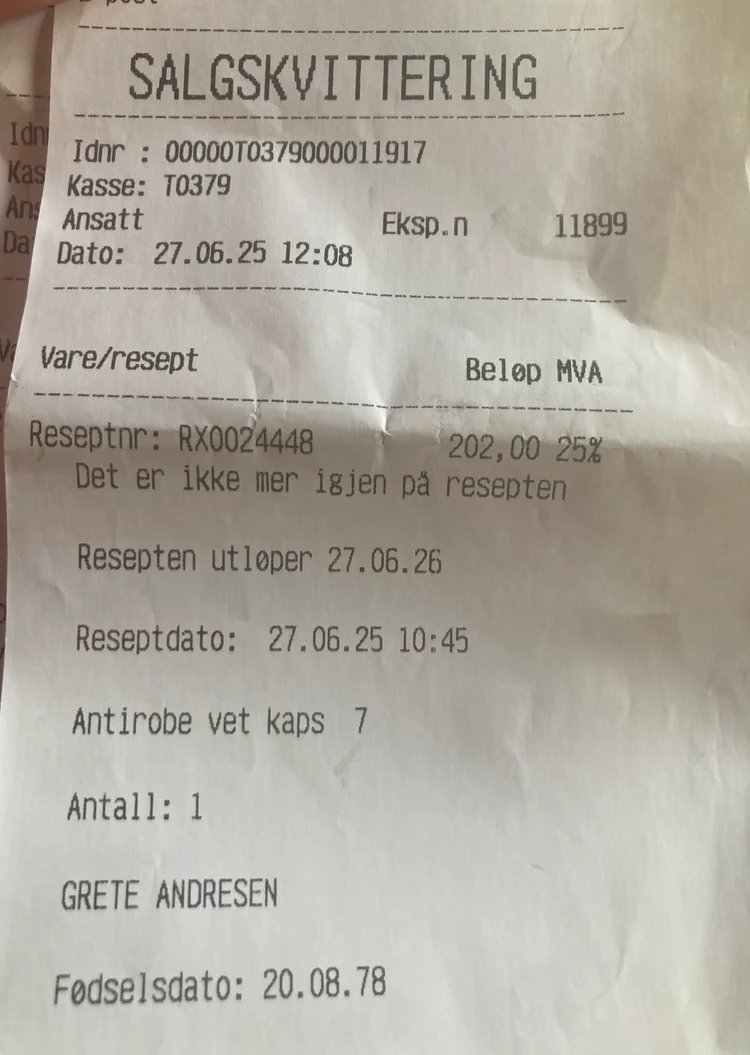 SALGSKVITTERING
Idnr : 00000T0379000011917
Kasse: T0379
Ansatt Eksp.n 11899
Dato: 27.06.25 12:08
Vare/resept Beløp MVA
Reseptnr: RX0024448 202,00 25%
Det er ikke mer igjen på resepten
Resepten utløper 27.06.26
Reseptdato: 27.06.25 10:45
Antirobe vet kaps 7
Antall: 1
GRETE ANDRESEN
Fødselsdato: 20.08.78